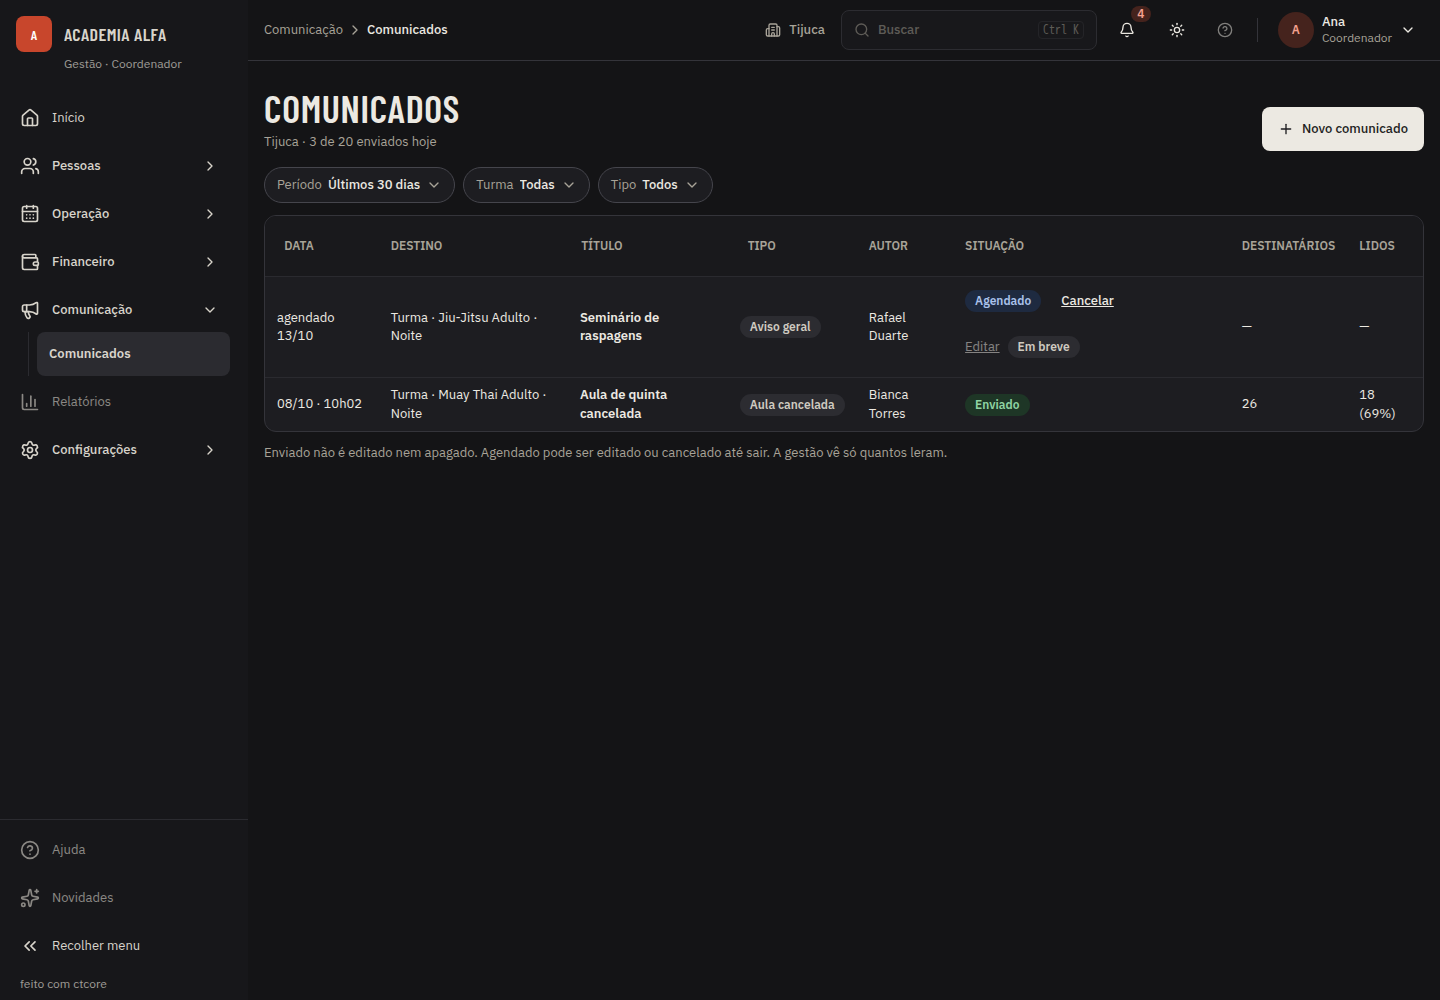 A
ACADEMIA ALFA
Gestão · Coordenador
Início
Pessoas
Operação
Financeiro
Comunicação
Comunicados
Relatórios
Configurações
Ajuda
Novidades
Recolher menu
feito com ctcore
Comunicação
Comunicados
Tijuca
Buscar
Ctrl K
4
A
Ana
Coordenador
COMUNICADOS
Tijuca · 3 de 20 enviados hoje
Novo comunicado
Período Últimos 30 dias
Turma Todas
Tipo Todos
DATA
DESTINO
TÍTULO
TIPO
AUTOR
SITUAÇÃO
DESTINATÁRIOS
LIDOS
agendado
13/10
Turma · Jiu-Jitsu Adulto ·
Noite
Seminário de
raspagens
Aviso geral
Rafael
Duarte
Agendado
Cancelar
Editar
Em breve
—
—
08/10 · 10h02
Turma · Muay Thai Adulto ·
Noite
Aula de quinta
cancelada
Aula cancelada
Bianca
Torres
Enviado
26
18
(69%)
Enviado não é editado nem apagado. Agendado pode ser editado ou cancelado até sair. A gestão vê só quantos leram.